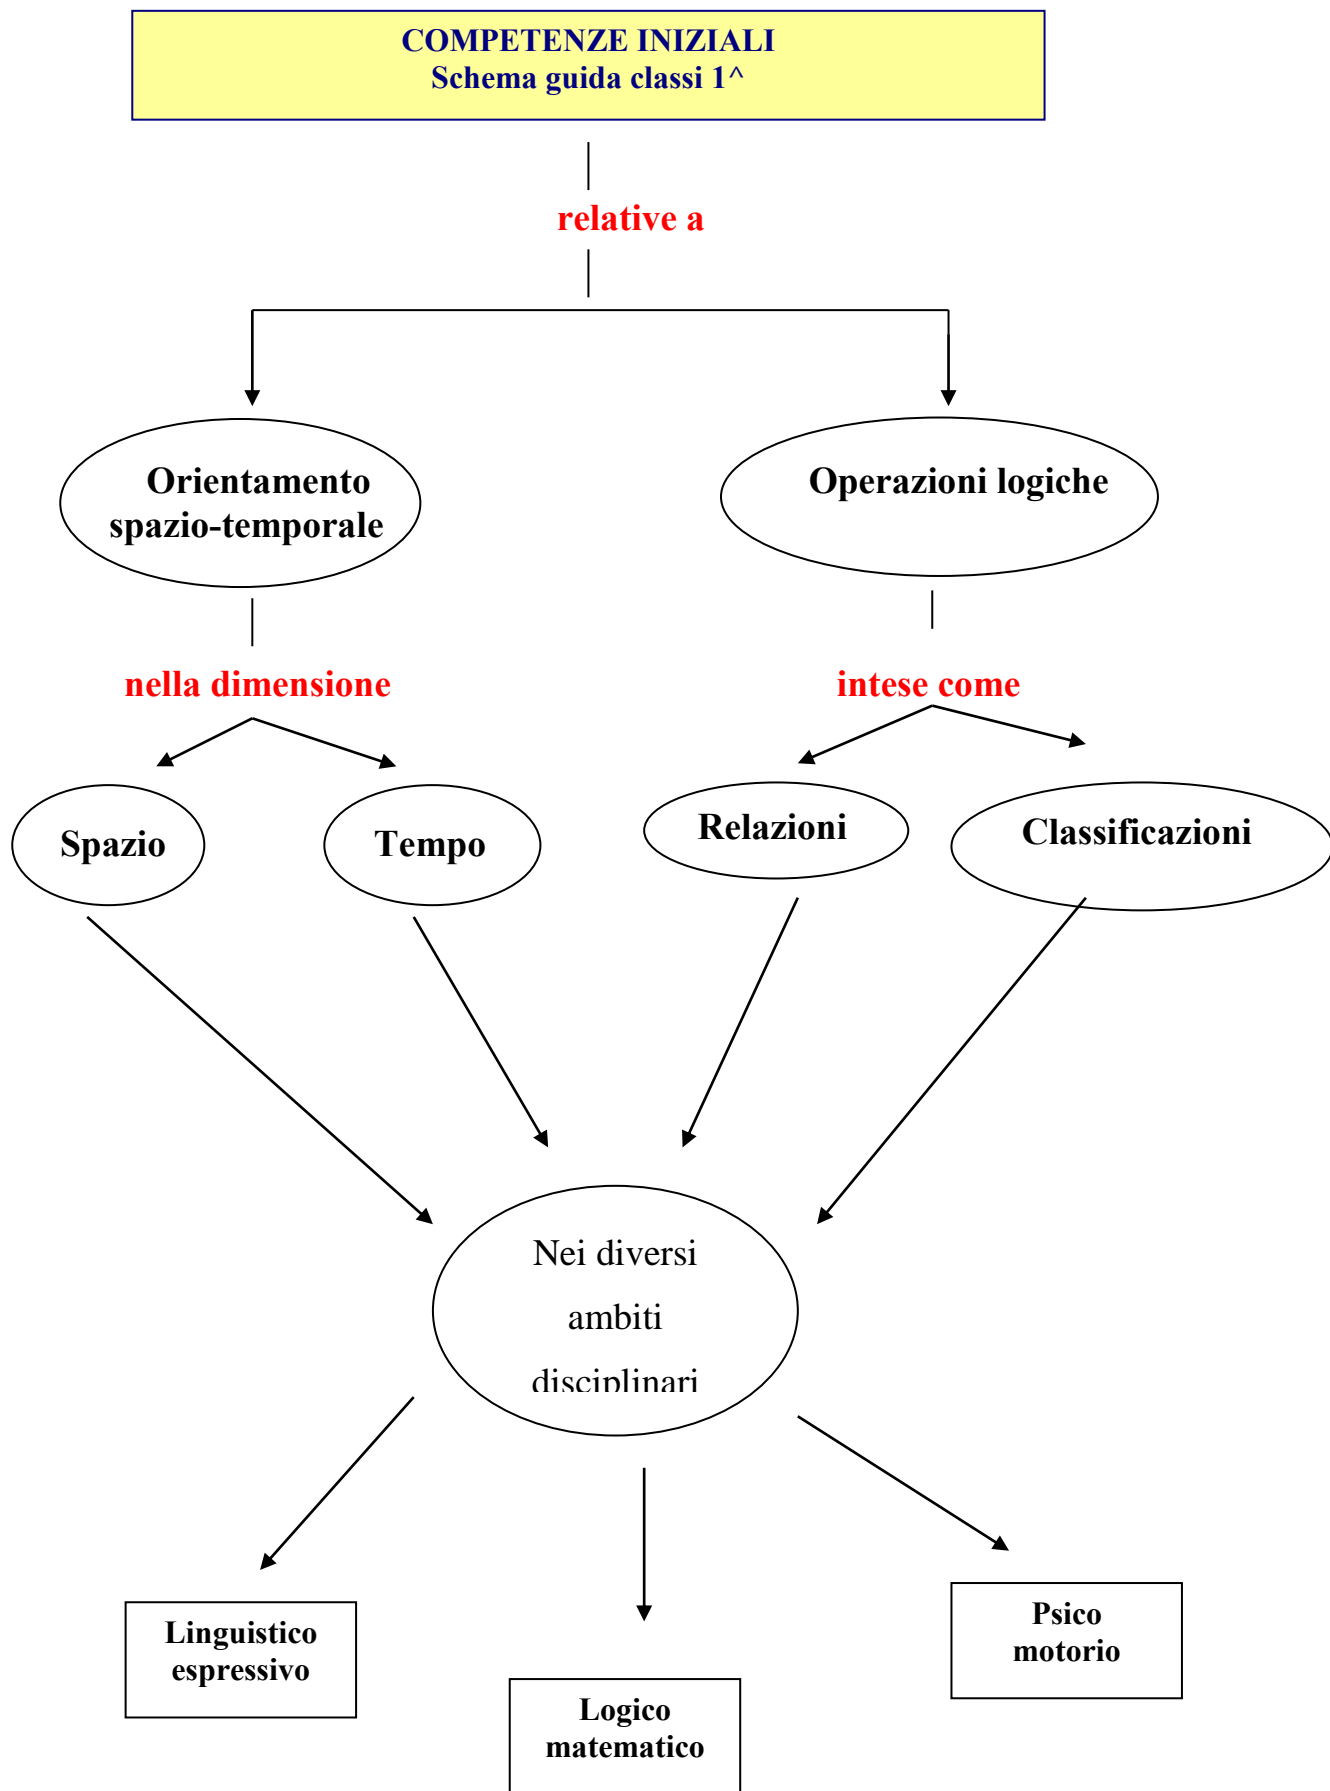 COMPETENZE INIZIALI
Schema guida classi 1^
relative a
Orientamento
spazio-temporale
Operazioni logiche
nella dimensione
intese come
Spazio
Tempo
Relazioni
Classificazioni
Nei diversi
ambiti
disciplinari
Linguistico
espressivo
Logico
matematico
Psico
motorio